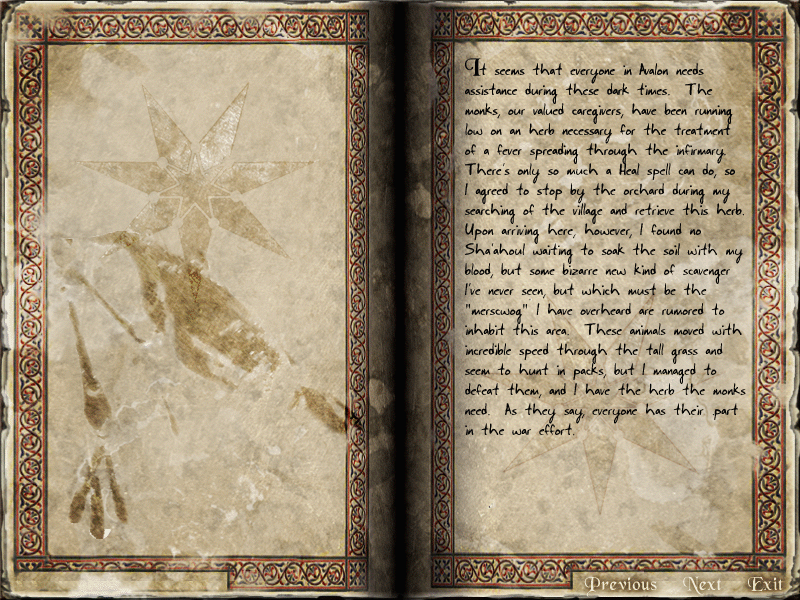 It seems that everyone in Avalon needs
assistance during these dark times. The
monks, our valued caregivers, have been running
low on an herb necessary for the treatment
of a fever spreading through the infirmary.
There's only so much a Heal spell can do, so
I agreed to stop by the orchard during my
searching of the village and retrieve this herb.
Upon arriving here, however, I found no
Sha'ahoul waiting to soak the soil with my
blood, but some bizarre new kind of scavenger
I've never seen, but which must be the
"merscwog" I have overheard are rumored to
inhabit this area. These animals moved with
incredible speed through the tall grass and
seem to hunt in packs, but I managed to
defeat them, and I have the herb the monks
need. As they say, everyone has their part
in the war effort.
Previous Next Exit